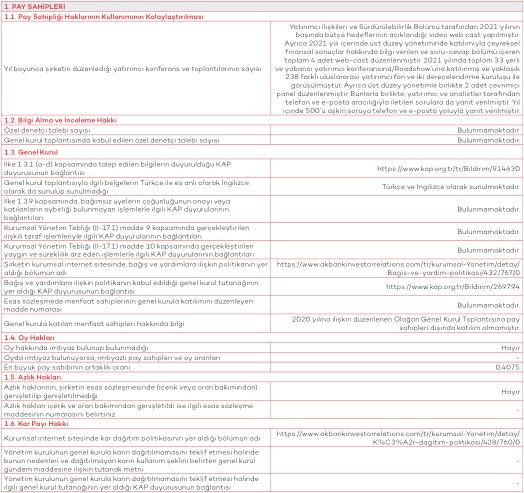 1. PAY SAHİPLERİ
1.1. Pay Sahipliği Haklarının Kullanımının Kolaylaştırılması
Yıl boyunca şirketin düzenlediği yatırımcı konferans ve toplantılarının sayısı
Yatırımcı İlişkileri ve Sürdürülebilirlik Bölümü tarafından 2021 yılının
başında bütçe hedeflerinin açıklandığı video web cast yapılmıştır.
Ayrıca 2021 yılı içerisinde üst düzey yönetiminde katılımıyla çeyreksel
finansal sonuçlar hakkında bilgi verilen ve soru-cevap bölümü içeren
toplam 4 adet web-cast düzenlenmiştir. 2021 yılında toplam 33 yerli
ve yabancı yatırımcı konferansına/Roadshow'una katılınmış ve yaklaşık
238 farklı uluslararası yatırımcı fon ve iki derecelendirme kuruluşu ile
görüşülmüştür. Ayrıca üst düzey yönetimle birlikte 2 adet çevrimiçi
panel düzenlenmiştir. Bunlarla birlikte, yatırımcı ve analistler tarafından
telefon ve e-posta aracılığıyla iletilen sorulara da yanıt verilmiştir. Yıl
içinde 500'ü aşkın soruya telefon ve e-posta yoluyla yanıt verilmiştir.
1.2. Bilgi Alma ve İnceleme Hakkı
Özel denetçi talebi sayısı
Bulunmamaktadır.
Genel kurul toplantısında kabul edilen özel denetçi talebi sayısı
Bulunmamaktadır.
1.3. Genel Kurul
İlke 1.3.1 (a-d) kapsamında talep edilen bilgilerin duyurulduğu KAP
duyurusunun bağlantısı
https://www.kap.org.tr/tr/Bildirim/914630
Genel kurul toplantısıyla ilgili belgelerin Türkçe ile eş anlı olarak İngilizce
olarak da sunulup sunulmadığı
Türkçe ve İngilizce olarak sunulmaktadır.
İlke 1.3.9 kapsamında, bağımsız üyelerin çoğunluğunun onayı veya
katılanların oybirliği bulunmayan işlemlerle ilgili KAP duyurularının
bağlantıları
Bulunmamaktadır.
Kurumsal Yönetim Tebliği (II-17.1) madde 9 kapsamında gerçekleştirilen
ilişkili taraf işlemleriyle ilgili KAP duyurularının bağlantıları
Bulunmamaktadır.
Kurumsal Yönetim Tebliği (II-17.1) madde 10 kapsamında gerçekleştirilen
yaygın ve süreklilik arz eden işlemlerle ilgili KAP duyurularının bağlantıları
Bulunmamaktadır.
Şirketin kurumsal internet sitesinde, bağış ve yardımlara ilişkin politikanın yer
aldığı bölümün adı
https://www.akbankinvestorrelations.com/tr/kurumsal-Yonetim/detay/
Bagis-ve-yardim-politikasi/432/767/0
Bağış ve yardımlara ilişkin politikanın kabul edildiği genel kurul tutanağının
yer aldığı KAP duyurusunun bağlantısı
https://www.kap.org.tr/Bildirim/269794
Esas sözleşmede menfaat sahiplerinin genel kurula katılımını düzenleyen
madde numarası
Bulunmamaktadır.
Genel kurula katılan menfaat sahipleri hakkında bilgi
2020 yılına ilişkin düzenlenen Olağan Genel Kurul Toplantısına pay
sahipleri dışında katılım olmamıştır.
1.4. Oy Hakları
Oy hakkında imtiyaz bulunup bulunmadığı
Hayır
Oyda imtiyaz bulunuyorsa, imtiyazlı pay sahipleri ve oy oranları
-
En büyük pay sahibinin ortaklık oranı
0,4075
1.5. Azlık Hakları
Azlık haklarının, şirketin esas sözleşmesinde (içerik veya oran bakımından)
genişletilip genişletilmediği
Hayır
Azlık hakları içerik ve oran bakımından genişletildi ise ilgili esas sözleşme
maddesinin numarasını belirtiniz.
-
1.6. Kar Payı Hakkı
Kurumsal internet sitesinde kar dağıtım politikasının yer aldığı bölümün adı
https://www.akbankinvestorrelations.com/tr/kurumsal-Yonetim/detay/
K%C3%A2r-dagitim-politikasi/428/760/0
Yönetim kurulunun genel kurula karın dağıtılmamasını teklif etmesi halinde
bunun nedenleri ve dağıtılmayan karın kullanım şeklini belirten genel kurul
gündem maddesine ilişkin tutanak metni
-
Yönetim kurulunun genel kurula karın dağıtılmamasını teklif etmesi halinde
ilgili genel kurul tutanağının yer aldığı KAP duyurusunun bağlantısı
-